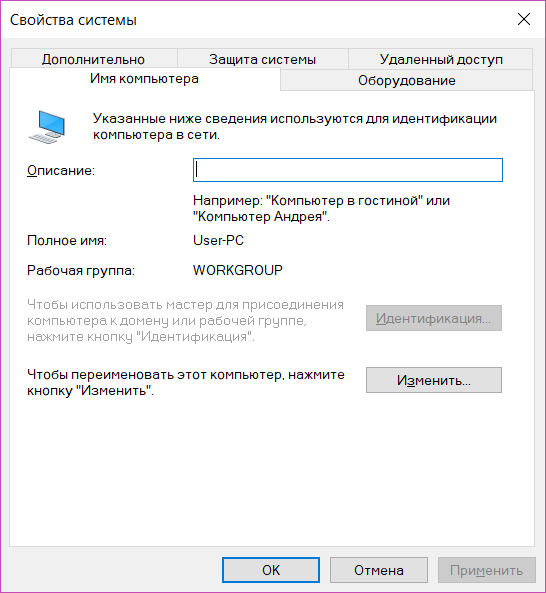 Свойства системы
Дополнительно
Защита системы
Удаленный доступ
Имя компьютера
Оборудование
Указанные ниже сведения используются для идентификации
компьютера в сети.
Описание:
Например: "Компьютер в гостиной" или
"Компьютер Андрея".
Полное имя:
User-PC
Рабочая группа:
WORKGROUP
Чтобы использовать мастер для присоединения
компьютера к домену или рабочей группе,
нажмите кнопку "Идентификация".
Идентификация...
Чтобы переименовать этот компьютер, нажмите
кнопку "Изменить".
Изменить...
OK
Отмена
Применить